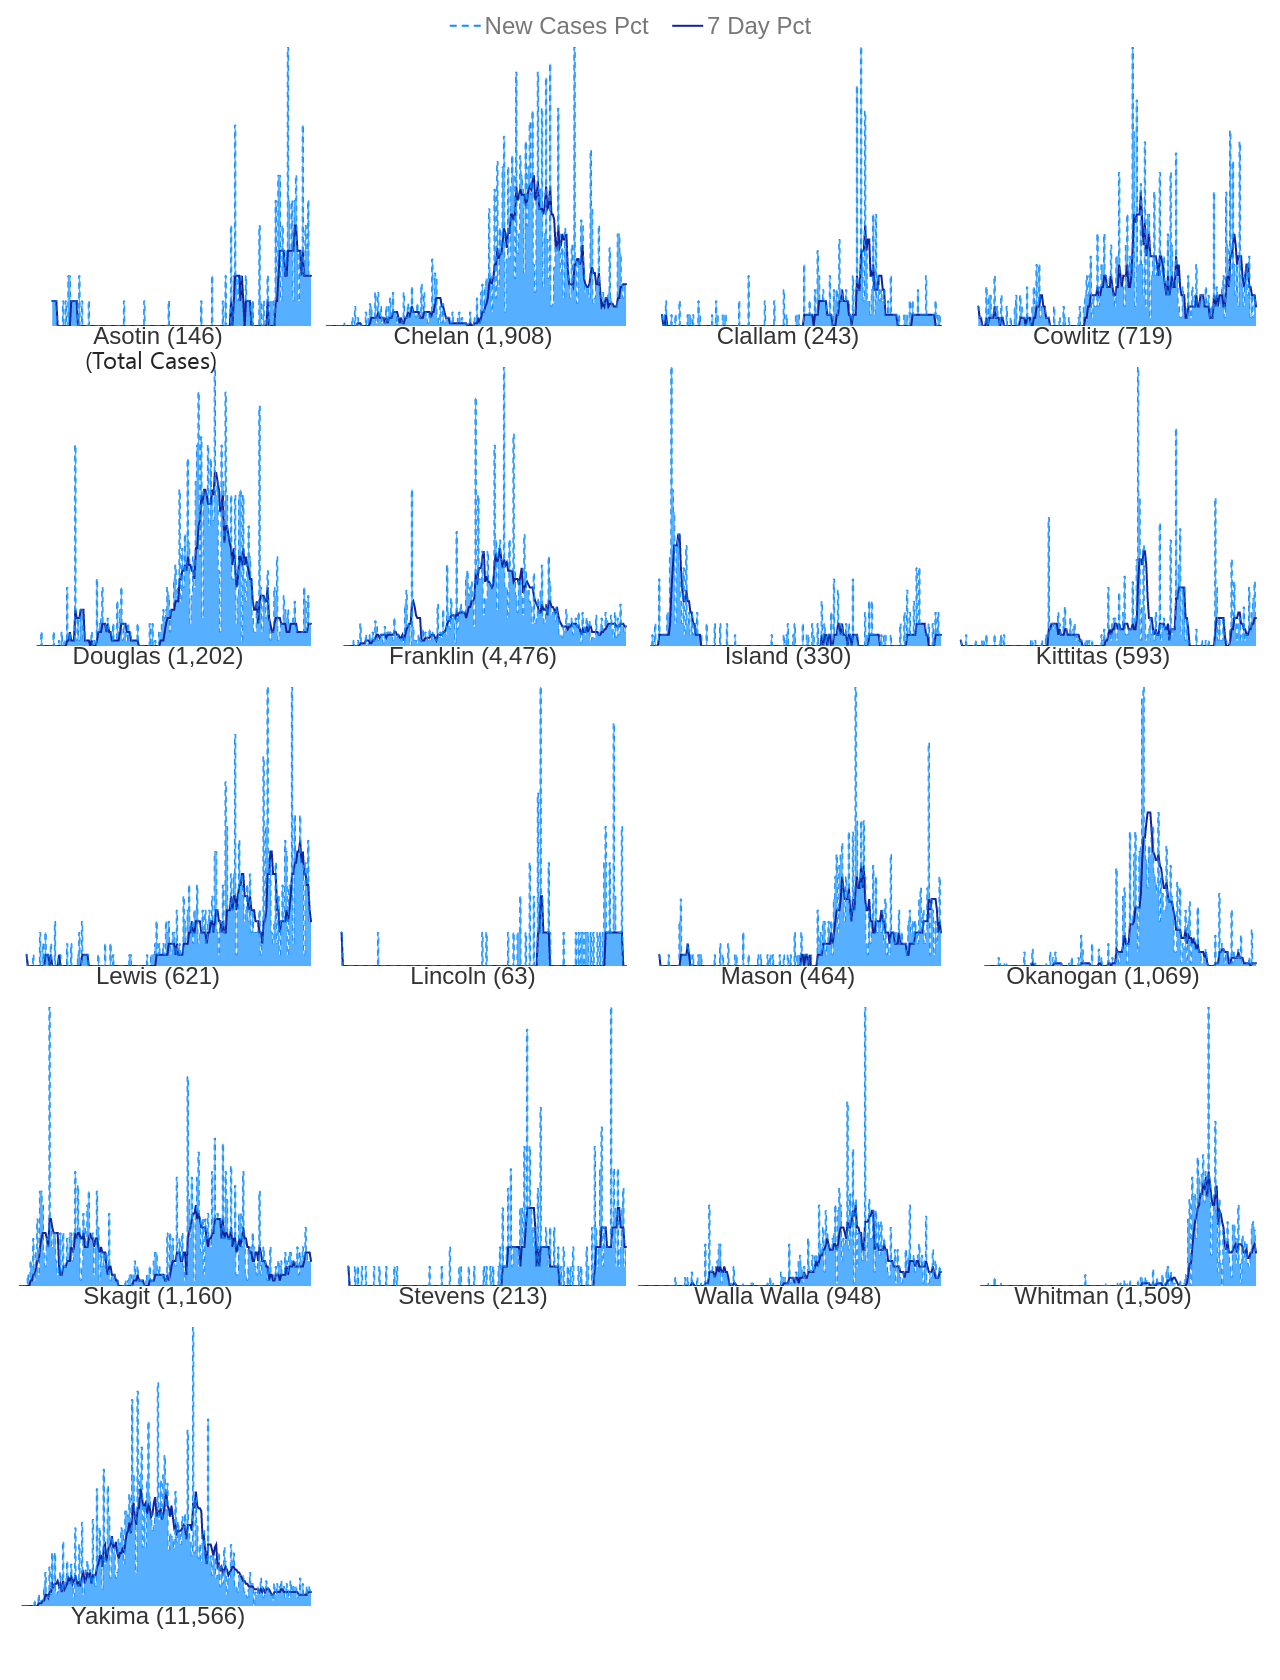 New Cases Pct 7 Day Pct
Asotin (146) Chelan (1,908) Clallam (243) Cowlitz (719)
(Total Cases)
Douglas (1,202) Franklin (4,476) Island (330) Kittitas (593)
Lewis (621) Lincoln (63) Mason (464) Okanogan (1,069)
Skagit (1,160) Stevens (213) Walla Walla (948) Whitman (1,509)
Yakima (11,566)